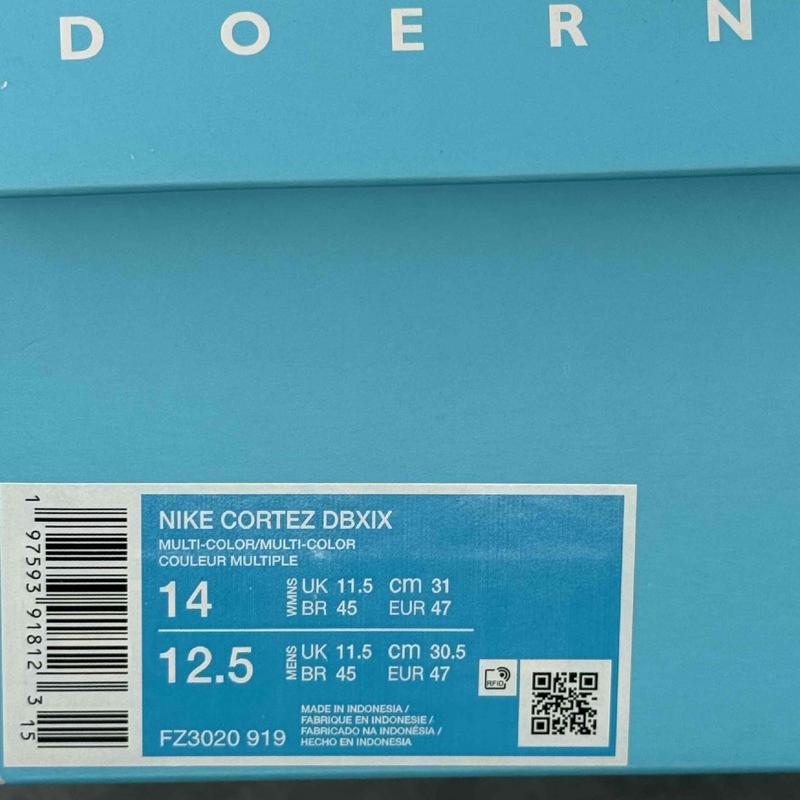 DOERN
NIKE CORTEZ DBXIX
MULTI-COLOR/MULTI-COLOR
COULEUR MULTIPLE
14 WMNS UK 11.5 cm 31
BR 45 EUR 47
12.5 MENS UK 11.5 cm 30.5
BR 45 EUR 47
RFID
FZ3020 919
MADE IN INDONESIA /
FABRIQUE EN INDONESIE /
FABRICADO NA INDONÉSIA /
HECHO EN INDONESIA
1 97593 91812 3 15